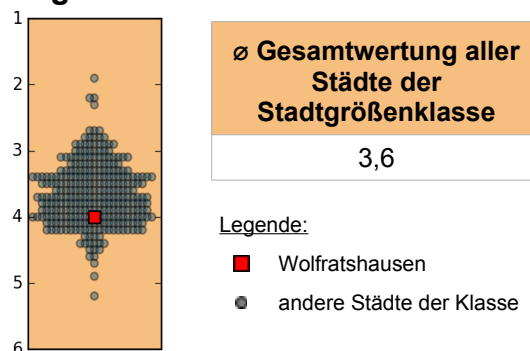 1
2
3
4
5
6
⌀ Gesamtwertung aller
Städte der
Stadtgrößenklasse
3,6
Legende:
Wolfratshausen
andere Städte der Klasse